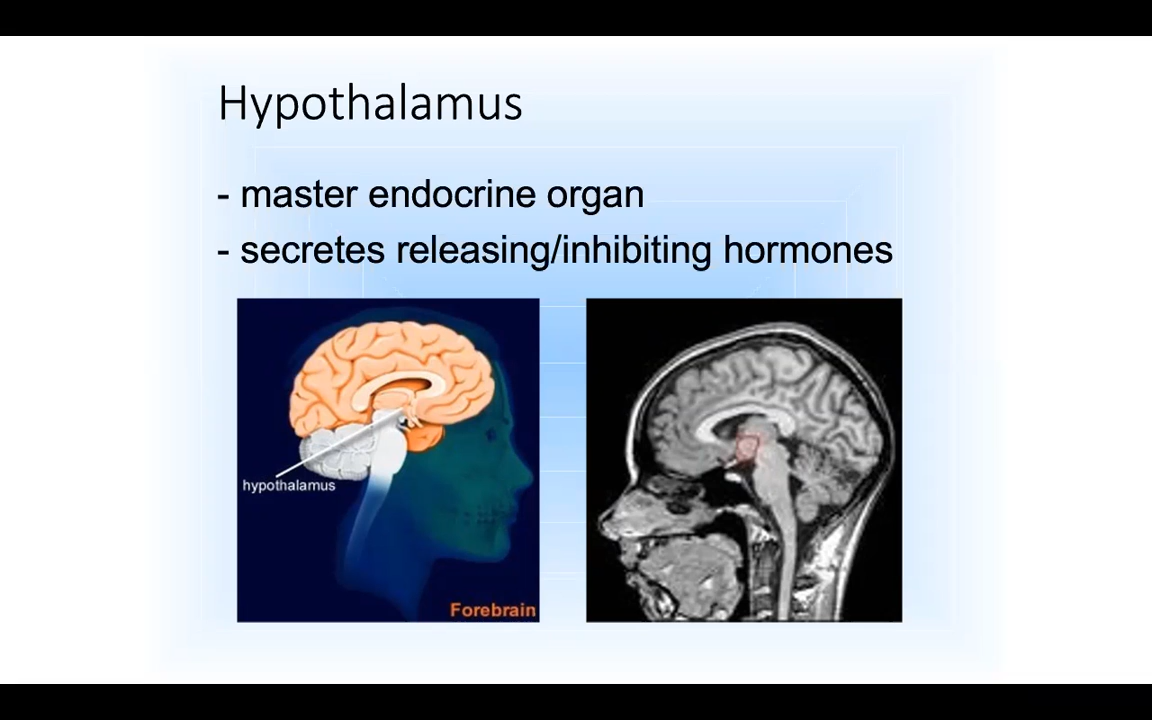 Hypothalamus
- master endocrine organ
- secretes releasing/inhibiting hormones
hypothalamus
Forebrain